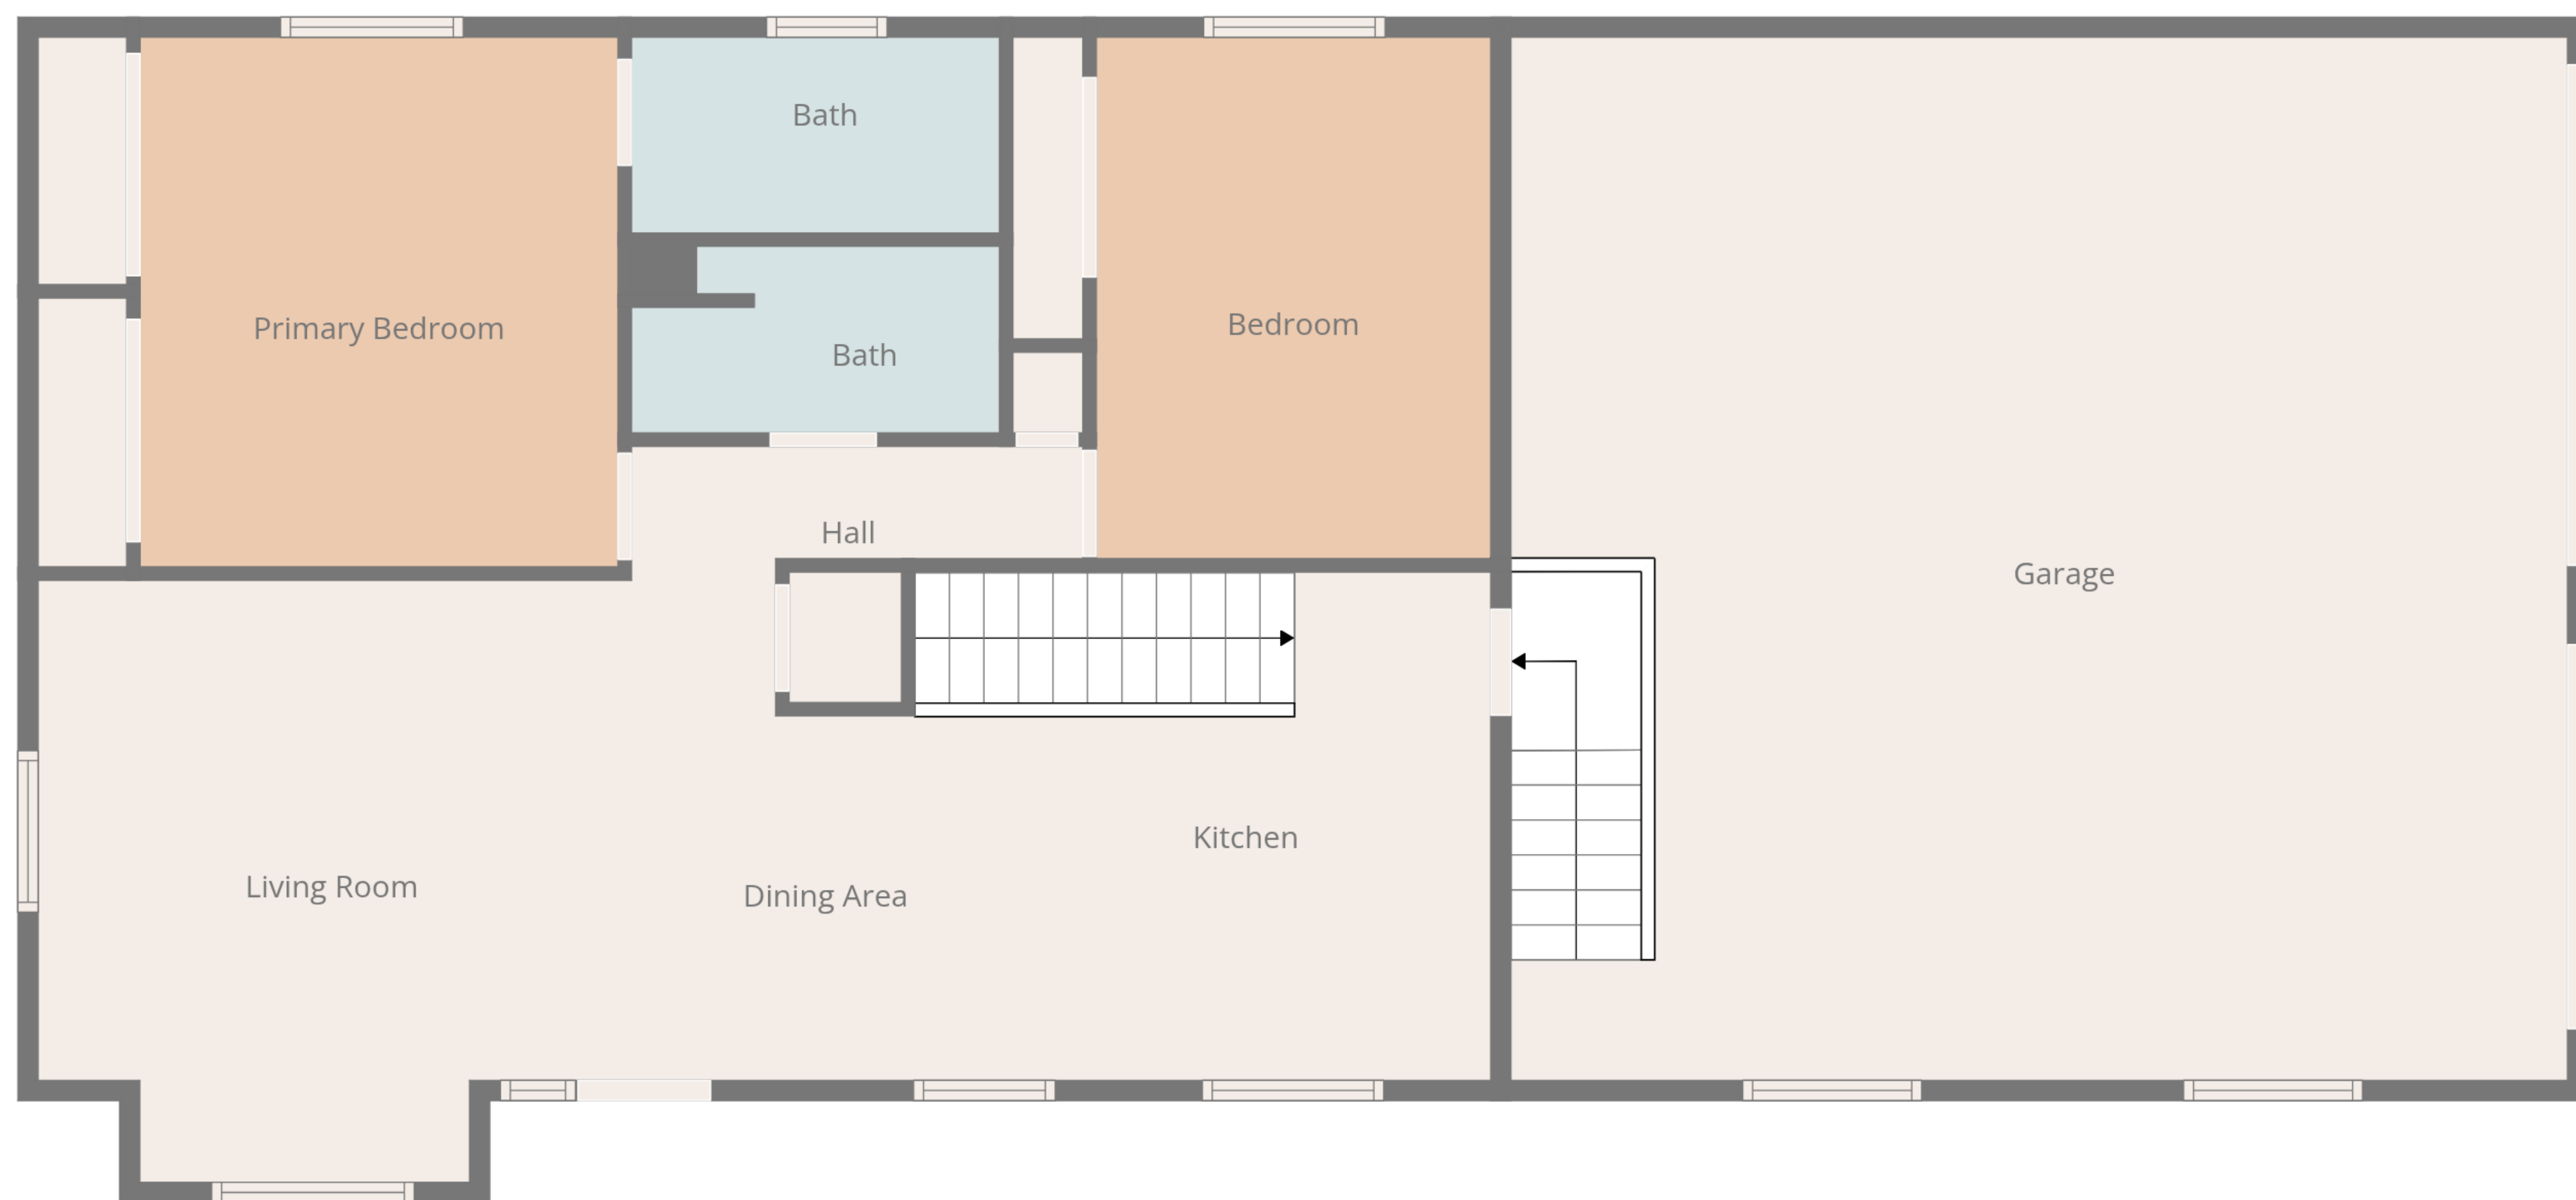 Bath
Primary Bedroom
Bedroom
Bath
Hall
Garage
Kitchen
Living Room
Dining Area